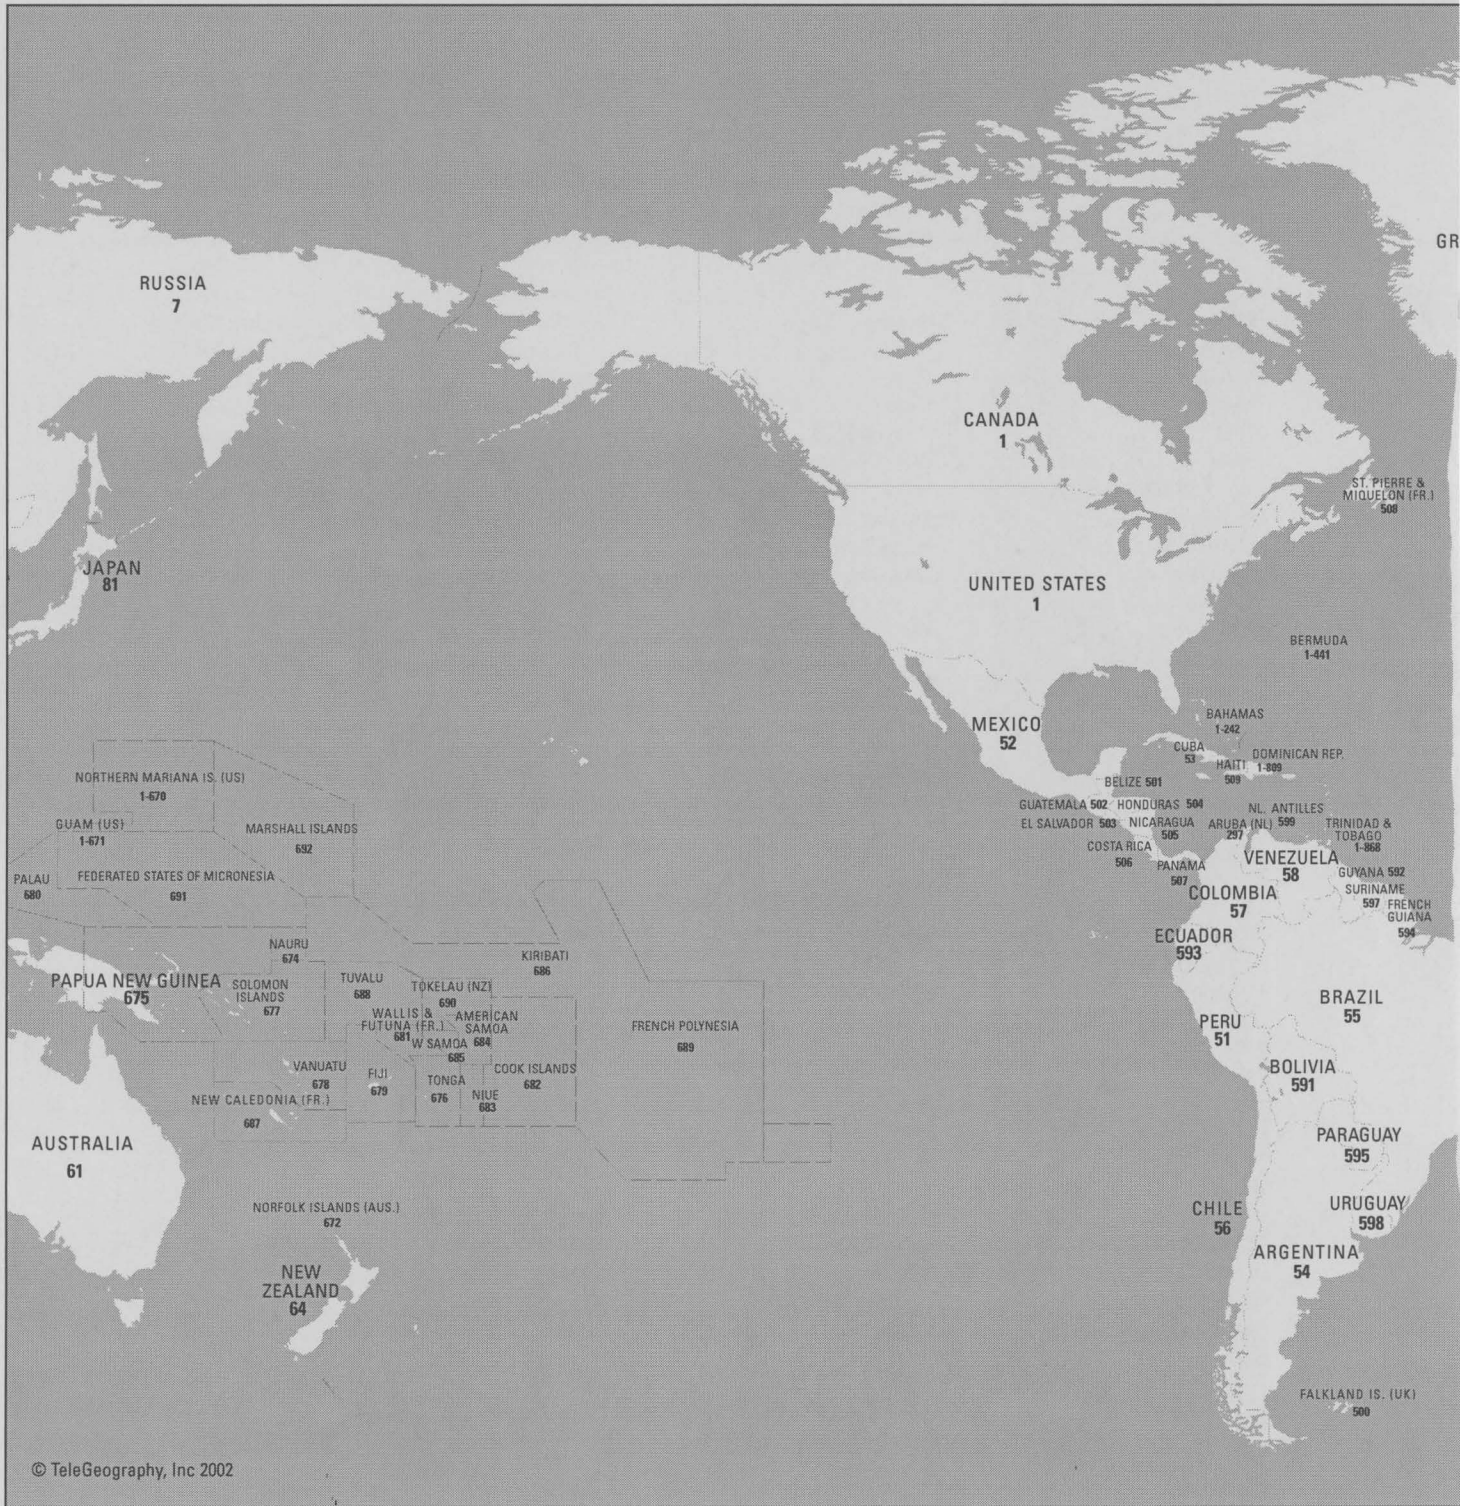 GR
RUSSIA
7
CANADA
1
ST. PIERRE &
MIQUELON (FR.)
508
JAPAN
81
UNITED STATES
1
BERMUDA
1-441
BAHAMAS
1-242
MEXICO
52
CUBA
53
HAITI
509
DOMINICAN REP.
1-809
BELIZE 501
GUATEMALA 502
HONDURAS 504
EL SALVADOR 503
NICARAGUA
505
COSTA RICA
506
PANAMA
507
NL. ANTILLES
599
ARUBA (NL)
297
TRINIDAD &
TOBAGO
1-868
NORTHERN MARIANA IS. (US)
1-670
GUAM (US)
1-671
MARSHALL ISLANDS
692
PALAU
680
FEDERATED STATES OF MICRONESIA
691
VENEZUELA
58
GUYANA 592
SURINAME
597
FRENCH
GUIANA
594
COLOMBIA
57
ECUADOR
593
NAURU
674
KIRIBATI
686
PAPUA NEW GUINEA
675
SOLOMON
ISLANDS
677
TUVALU
688
TOKELAU (NZ)
690
WALLIS &
FUTUNA (FR.)
681
AMERICAN
SAMOA
684
W SAMOA
685
FRENCH POLYNESIA
689
BRAZIL
55
PERU
51
VANUATU
678
FIJI
679
TONGA
676
NIUE
683
COOK ISLANDS
682
BOLIVIA
591
NEW CALEDONIA (FR.)
687
AUSTRALIA
61
PARAGUAY
595
NORFOLK ISLANDS (AUS.)
672
CHILE
56
URUGUAY
598
ARGENTINA
54
NEW
ZEALAND
64
FALKLAND IS. (UK)
500
© TeleGeography, Inc 2002